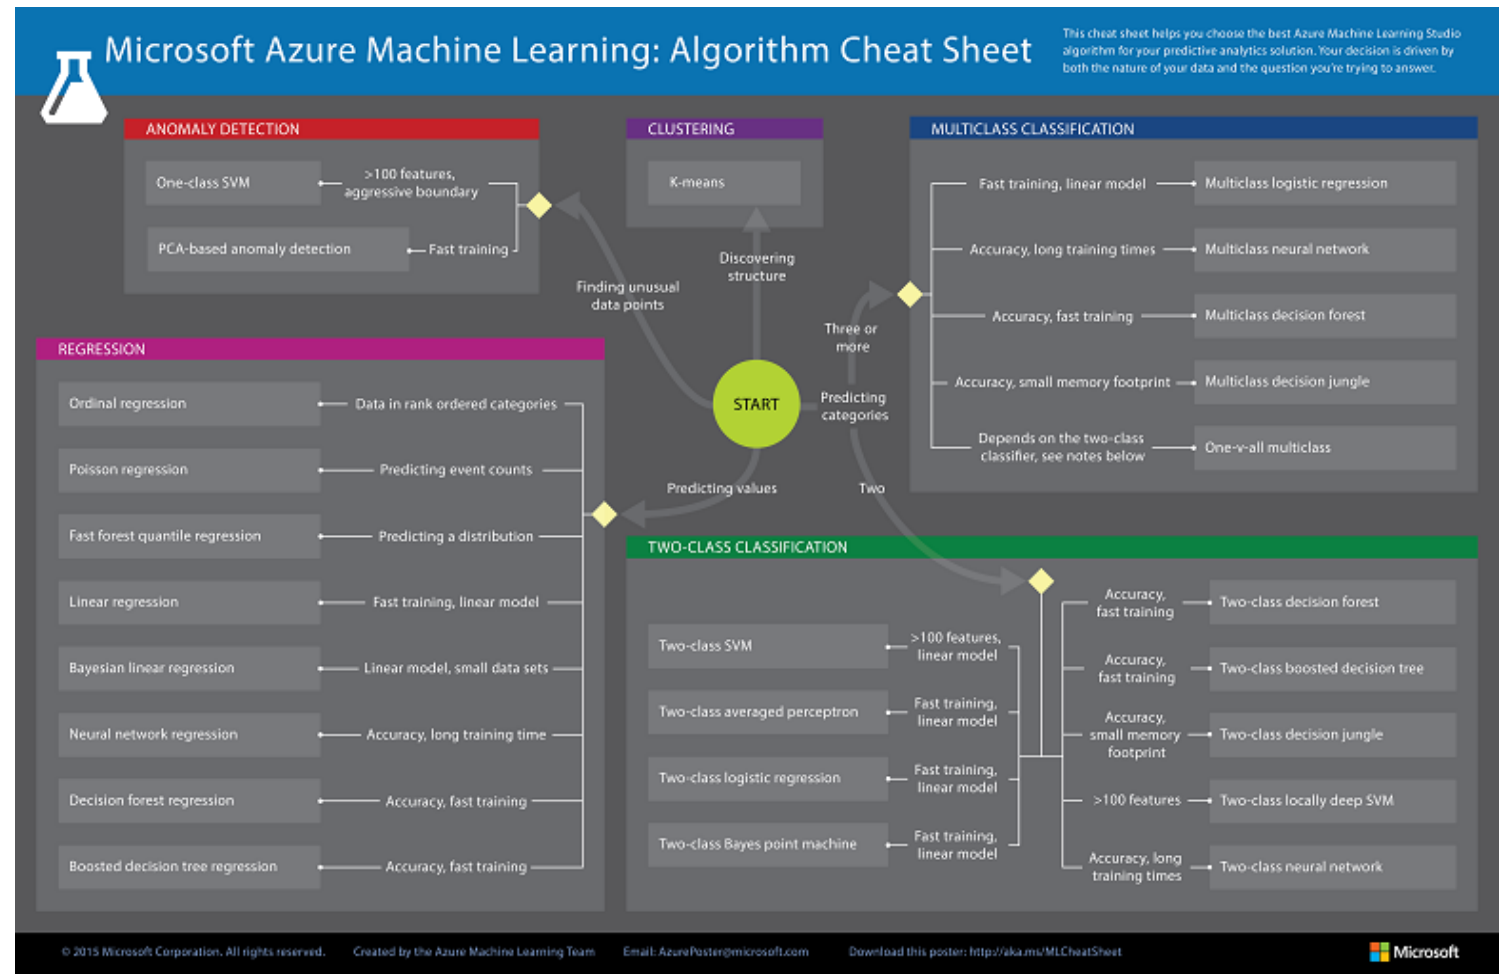 Microsoft Azure Machine Learning: Algorithm Cheat Sheet
This cheat sheet helps you choose the best Azure Machine Learning Studio
algorithm for your predictive analytics solution. Your decision is driven by
both the nature of your data and the question you're trying to answer.
ANOMALY DETECTION
One-class SVM
>100 features,
aggressive boundary
PCA-based anomaly detection
Fast training
CLUSTERING
K-means
MULTICLASS CLASSIFICATION
Fast training, linear model
Multiclass logistic regression
Accuracy, long training times
Multiclass neural network
Accuracy, fast training
Multiclass decision forest
Accuracy, small memory footprint
Multiclass decision jungle
Depends on the two-class
classifier, see notes below
One-v-all multiclass
Finding unusual
data points
Discovering
structure
Three or
more
START
Predicting
categories
Predicting values
Two
REGRESSION
Ordinal regression
Data in rank ordered categories
Poisson regression
Predicting event counts
Fast forest quantile regression
Predicting a distribution
Linear regression
Fast training, linear model
Bayesian linear regression
Linear model, small data sets
Neural network regression
Accuracy, long training time
Decision forest regression
Accuracy, fast training
Boosted decision tree regression
Accuracy, fast training
TWO-CLASS CLASSIFICATION
Two-class SVM
>100 features,
linear model
Two-class averaged perceptron
Fast training,
linear model
Two-class logistic regression
Fast training,
linear model
Two-class Bayes point machine
Fast training,
linear model
Accuracy,
fast training
Two-class decision forest
Accuracy,
fast training
Two-class boosted decision tree
Accuracy,
small memory
footprint
Two-class decision jungle
>100 features
Two-class locally deep SVM
Accuracy, long
training times
Two-class neural network
© 2015 Microsoft Corporation. All rights reserved.
Created by the Azure Machine Learning Team
Email: AzurePoster@microsoft.com
Download this poster: http://aka.ms/MLCheatSheet
Microsoft